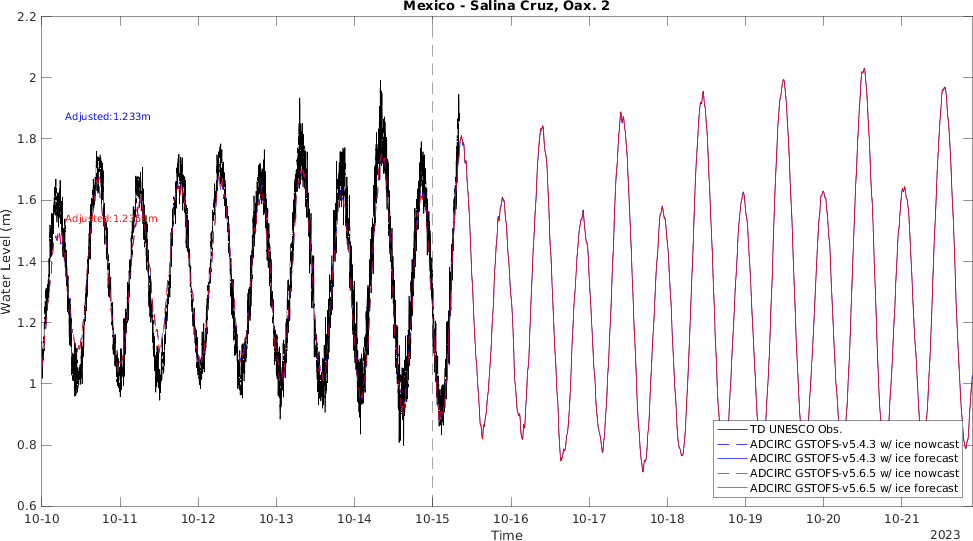 Mexico - Salina Cruz, Oax. 2
2.2
2
1.8
1.6
1.4
1.2
1
0.8
0.6
Water Level (m)
Adjusted:1.233m
10-10
10-11
10-12
10-13
10-14
10-15
10-16
10-17
10-18
10-19
10-20
10-21
Time
2023
TD UNESCO Obs.
ADCIRC GSTOFS-v5.4.3 w/ ice nowcast
ADCIRC GSTOFS-v5.4.3 w/ ice forecast
ADCIRC GSTOFS-v5.6.5 w/ ice nowcast
ADCIRC GSTOFS-v5.6.5 w/ ice forecast